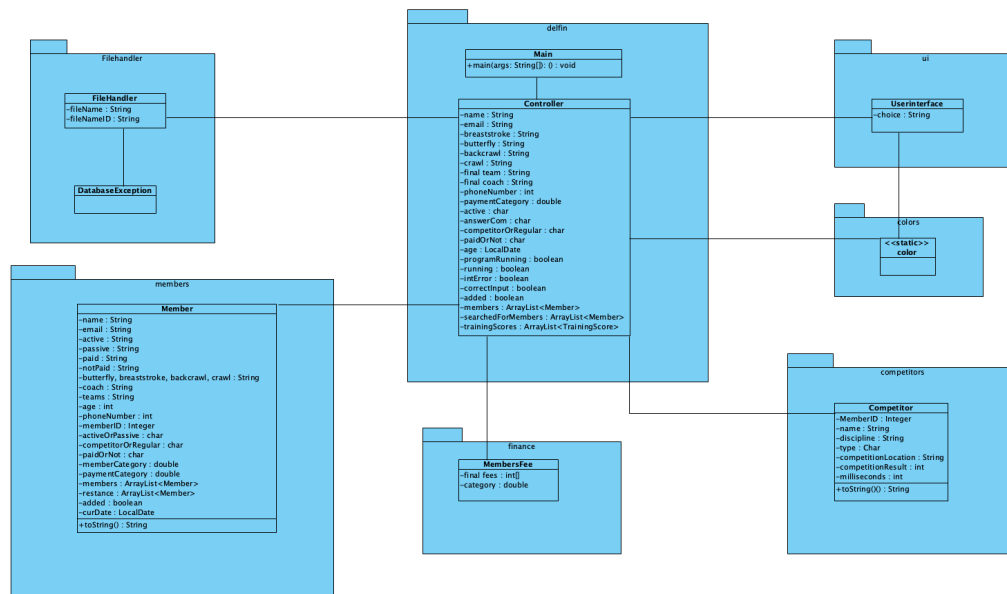 delfin
Main
+main(args: String[]): () : void
Controller
-name : String
-email : String
-breaststroke : String
-butterfly : String
-backcrawl : String
-crawl : String
-final team : String
-final coach : String
-phoneNumber : int
-paymentCategory : double
-active : char
-answerCom : char
-competitorOrRegular : char
-paidOrNot : char
-age : LocalDate
-programRunning : boolean
-running : boolean
-intError : boolean
-correctInput : boolean
-added : boolean
-members : ArrayList<Member>
-searchedForMembers : ArrayList<Member>
-trainingScores : ArrayList<TrainingScore>
Filehandler
FileHandler
-fileName : String
-fileNameID : String
DatabaseException
ui
Userinterface
-choice : String
colors
<<static>>
color
members
Member
-name : String
-email : String
-active : String
-passive : String
-paid : String
-notPaid : String
-butterfly, breaststroke, backcrawl, crawl : String
-coach : String
-teams : String
-age : int
-phoneNumber : int
-memberID : Integer
-activeOrPassive : char
-competitorOrRegular : char
-paidOrNot : char
-memberCategory : double
-paymentCategory : double
-members : ArrayList<Member>
-restance : ArrayList<Member>
-added : boolean
-curDate : LocalDate
+toString() : String
finance
MembersFee
-final fees : int[]
-category : double
competitors
Competitor
-MemberID : Integer
-name : String
-discipline : String
-type : Char
-competitionLocation : String
-competitionResult : int
-milliseconds : int
+toString()() : String